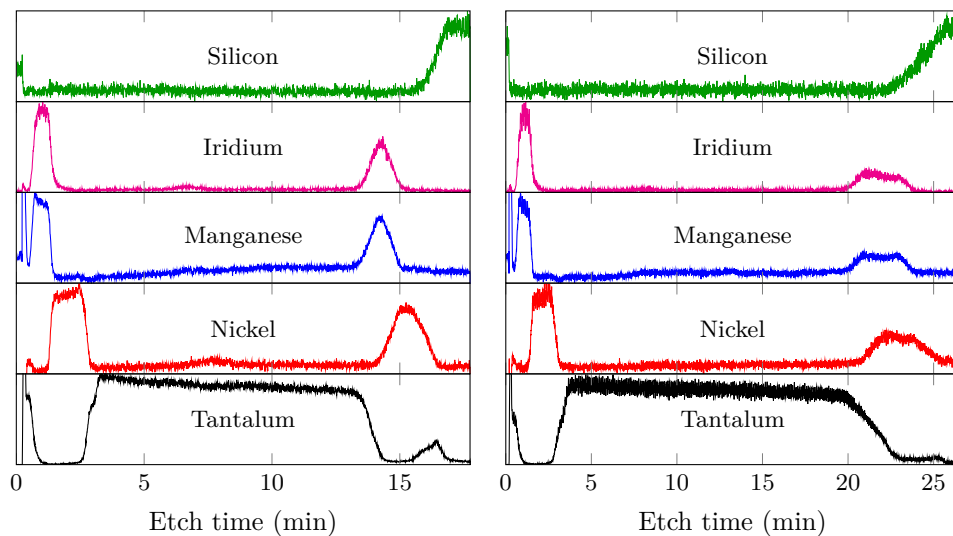 Silicon
Iridium
Manganese
Nickel
Tantalum
0 5 10 15
Etch time (min)
Silicon
Iridium
Manganese
Nickel
Tantalum
0 5 10 15 20 25
Etch time (min)